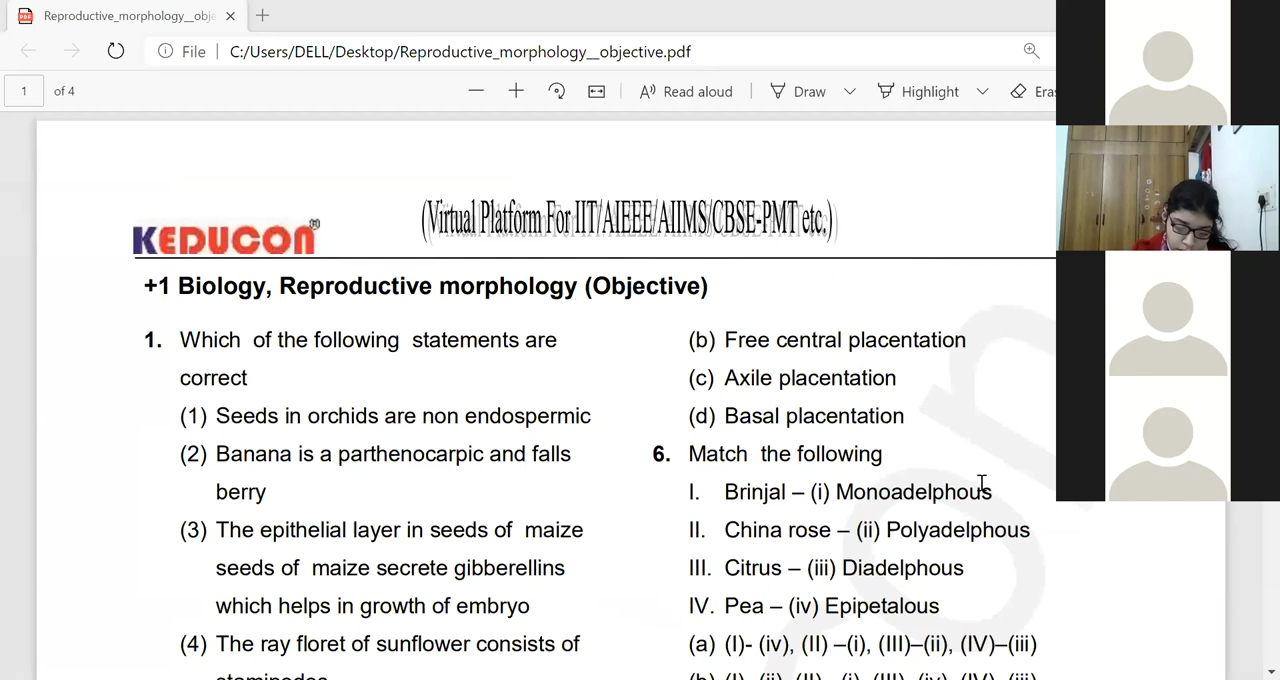 Reproductive_morphology__obje
File
C:/Users/DELL/Desktop/Reproductive_morphology__objective.pdf
1
of 4
Read aloud
Draw
Highlight
Eras
KEDUCON®
(Virtual Platform For IIT/AIEEE/AIIMS/CBSE-PMT etc.)
+1 Biology, Reproductive morphology (Objective)
1. Which of the following statements are
correct
(1) Seeds in orchids are non endospermic
(2) Banana is a parthenocarpic and falls
berry
(3) The epithelial layer in seeds of maize
seeds of maize secrete gibberellins
which helps in growth of embryo
(4) The ray floret of sunflower consists of
staminodes
(b) Free central placentation
(c) Axile placentation
(d) Basal placentation
6. Match the following
I. Brinjal – (i) Monoadelphous
II. China rose – (ii) Polyadelphous
III. Citrus – (iii) Diadelphous
IV. Pea – (iv) Epipetalous
(a) (I)- (iv), (II) –(i), (III)–(ii), (IV)–(iii)